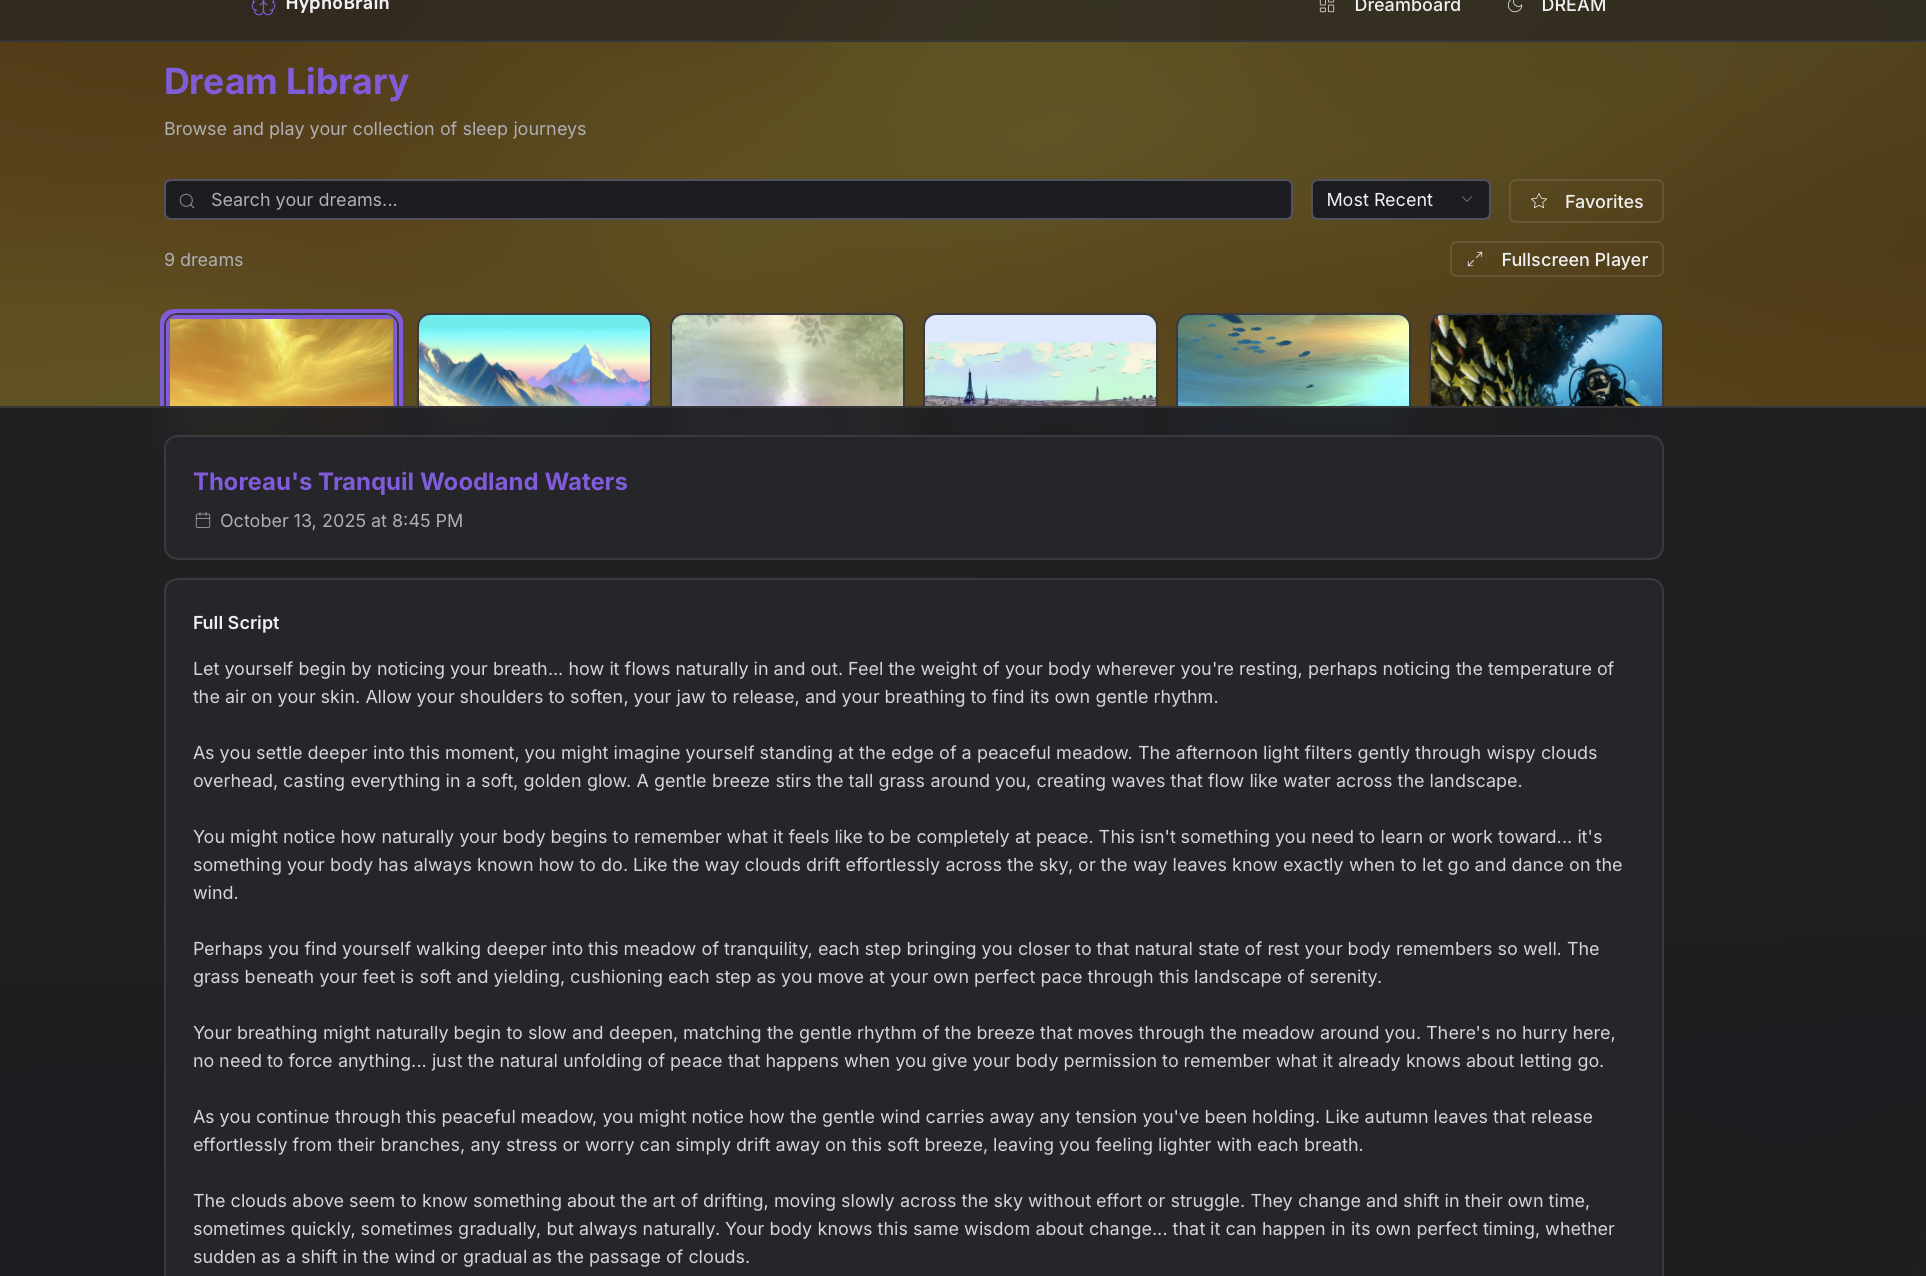 HypnoBrain
Dreamboard
DREAM
Dream Library
Browse and play your collection of sleep journeys
Search your dreams...
Most Recent
Favorites
9 dreams
Fullscreen Player
Thoreau's Tranquil Woodland Waters
October 13, 2025 at 8:45 PM
Full Script
Let yourself begin by noticing your breath... how it flows naturally in and out. Feel the weight of your body wherever you're resting, perhaps noticing the temperature of
the air on your skin. Allow your shoulders to soften, your jaw to release, and your breathing to find its own gentle rhythm.
As you settle deeper into this moment, you might imagine yourself standing at the edge of a peaceful meadow. The afternoon light filters gently through wispy clouds
overhead, casting everything in a soft, golden glow. A gentle breeze stirs the tall grass around you, creating waves that flow like water across the landscape.
You might notice how naturally your body begins to remember what it feels like to be completely at peace. This isn't something you need to learn or work toward... it's
something your body has always known how to do. Like the way clouds drift effortlessly across the sky, or the way leaves know exactly when to let go and dance on the
wind.
Perhaps you find yourself walking deeper into this meadow of tranquility, each step bringing you closer to that natural state of rest your body remembers so well. The
grass beneath your feet is soft and yielding, cushioning each step as you move at your own perfect pace through this landscape of serenity.
Your breathing might naturally begin to slow and deepen, matching the gentle rhythm of the breeze that moves through the meadow around you. There's no hurry here,
no need to force anything... just the natural unfolding of peace that happens when you give your body permission to remember what it already knows about letting go.
As you continue through this peaceful meadow, you might notice how the gentle wind carries away any tension you've been holding. Like autumn leaves that release
effortlessly from their branches, any stress or worry can simply drift away on this soft breeze, leaving you feeling lighter with each breath.
The clouds above seem to know something about the art of drifting, moving slowly across the sky without effort or struggle. They change and shift in their own time,
sometimes quickly, sometimes gradually, but always naturally. Your body knows this same wisdom about change... that it can happen in its own perfect timing, whether
sudden as a shift in the wind or gradual as the passage of clouds.